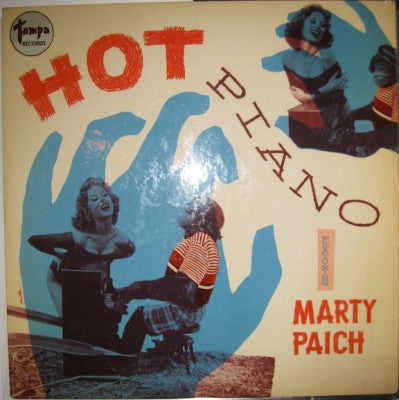 Tampa
RECORDS
HOT
PIANO
MARTY
PAICH